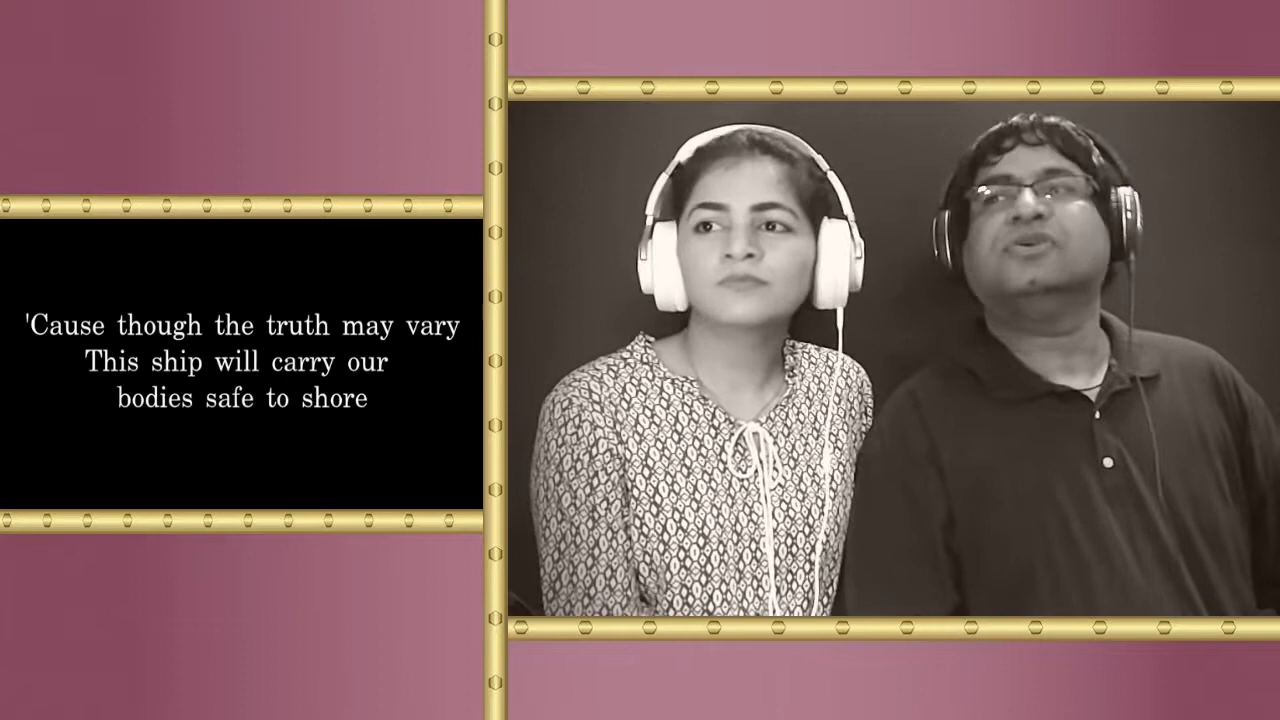 'Cause though the truth may vary
This ship will carry our
bodies safe to shore